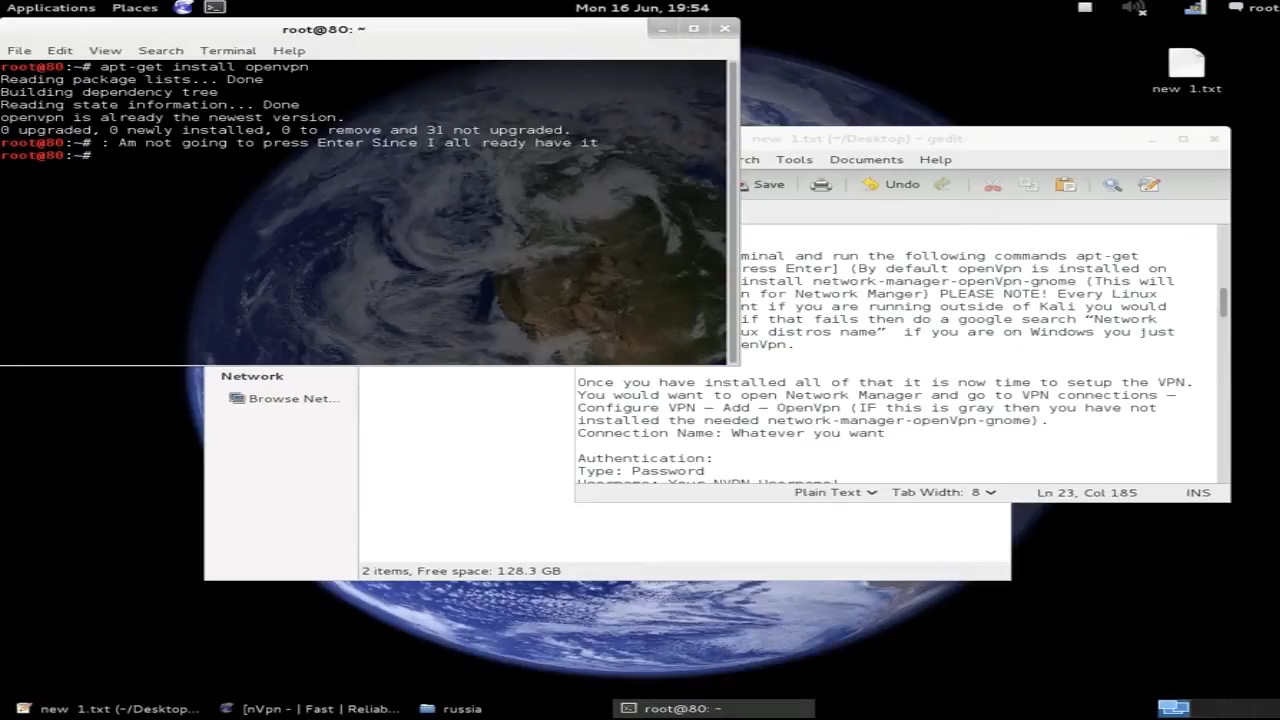 Applications Places Mon 16 Jun, 19:54 root
root@80: ~
File Edit View Search Terminal Help
root@80:~# apt-get install openvpn
Reading package lists... Done
Building dependency tree
Reading state information... Done
openvpn is already the newest version.
0 upgraded, 0 newly installed, 0 to remove and 31 not upgraded.
root@80:~# : Am not going to press Enter Since I all ready have it
root@80:~#
new 1.txt
new 1.txt (~/Desktop) - gedit
rch Tools Documents Help
Save Undo
minal and run the following commands apt-get
ress Enter] (By default openVpn is installed on
install network-manager-openVpn-gnome (This will
n for Network Manger) PLEASE NOTE! Every Linux
nt if you are running outside of Kali you would
if that fails then do a google search “Network
ux distros name” if you are on Windows you just
enVpn.
Once you have installed all of that it is now time to setup the VPN.
You would want to open Network Manager and go to VPN connections –
Configure VPN – Add – OpenVpn (IF this is gray then you have not
installed the needed network-manager-openVpn-gnome).
Connection Name: Whatever you want
Authentication:
Type: Password
Username: Your NVPN Username!
Plain Text Tab Width: 8 Ln 23, Col 185 INS
Network
Browse Net...
2 items, Free space: 128.3 GB
new 1.txt (~/Desktop... [nVpn - | Fast | Reliab... russia root@80: ~